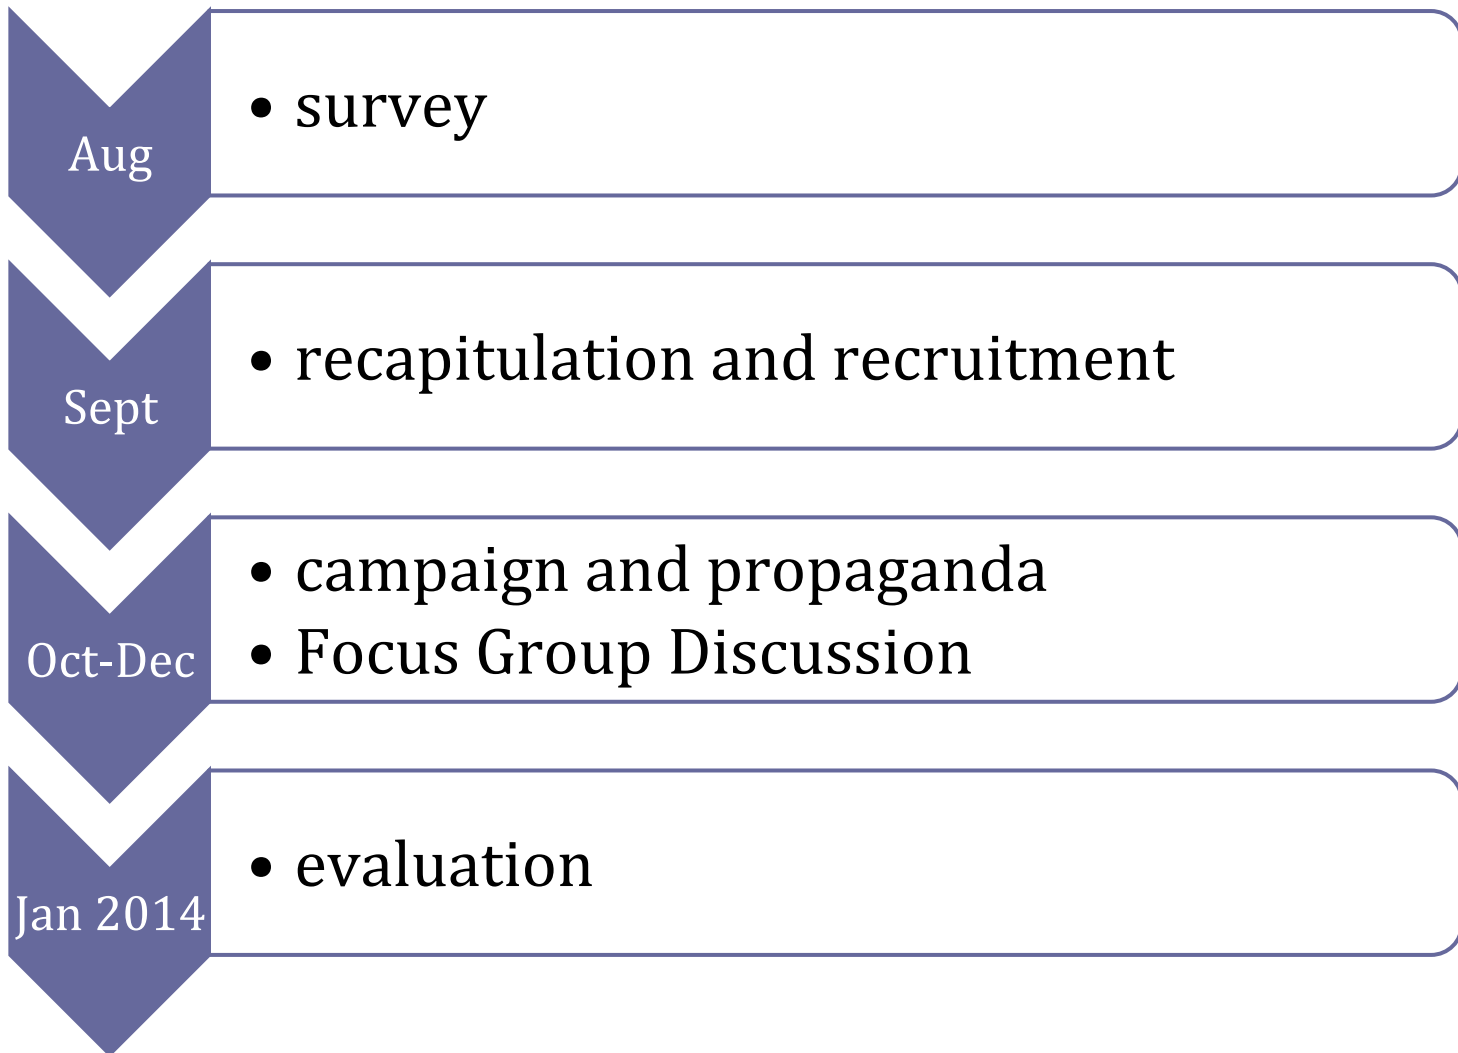 Aug
• survey
Sept
• recapitulation and recruitment
Oct-Dec
• campaign and propaganda
• Focus Group Discussion
Jan 2014
• evaluation